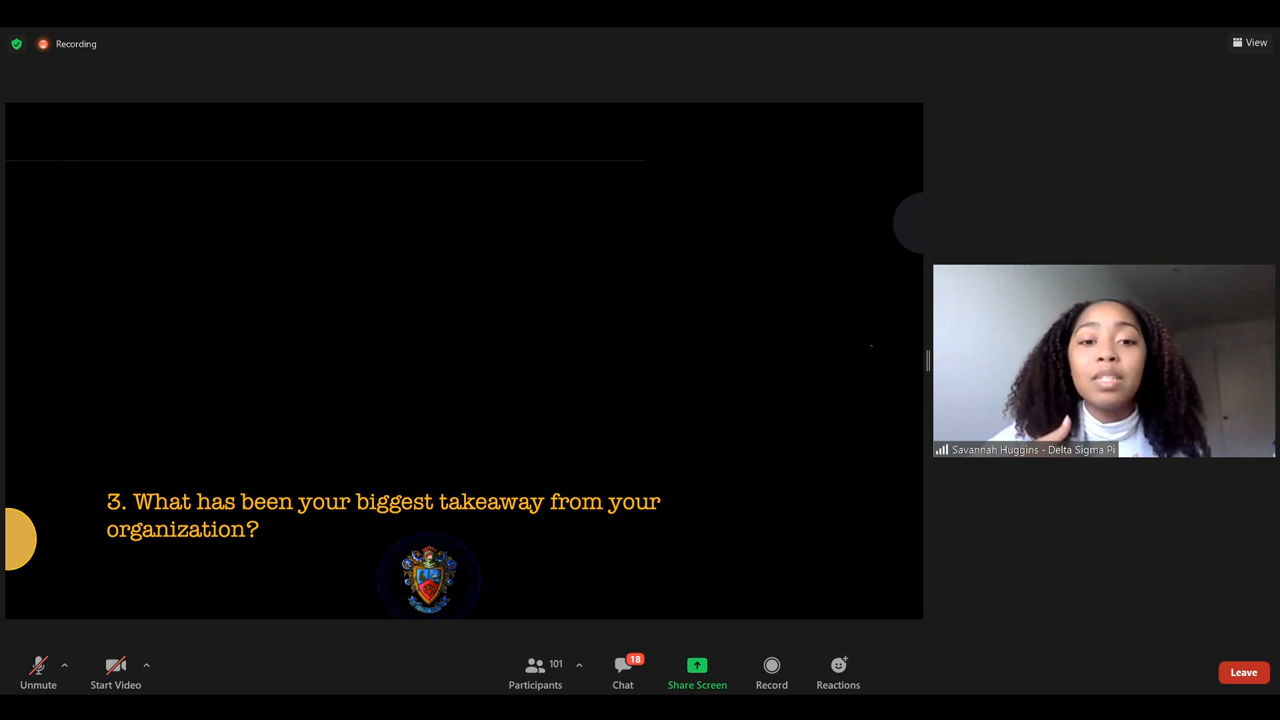 Recording
View
3. What has been your biggest takeaway from your
organization?
Savannah Huggins - Delta Sigma Pi
101
18
Unmute
Start Video
Participants
Chat
Share Screen
Record
Reactions
Leave